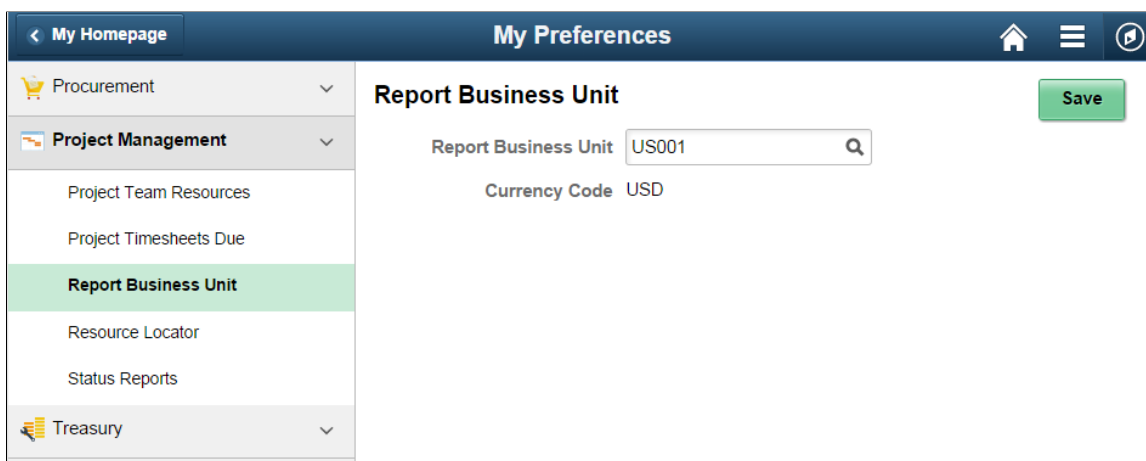 My Homepage
My Preferences
Procurement
Project Management
Project Team Resources
Project Timesheets Due
Report Business Unit
Resource Locator
Status Reports
Treasury
Report Business Unit
Save
Report Business Unit US001
Currency Code USD